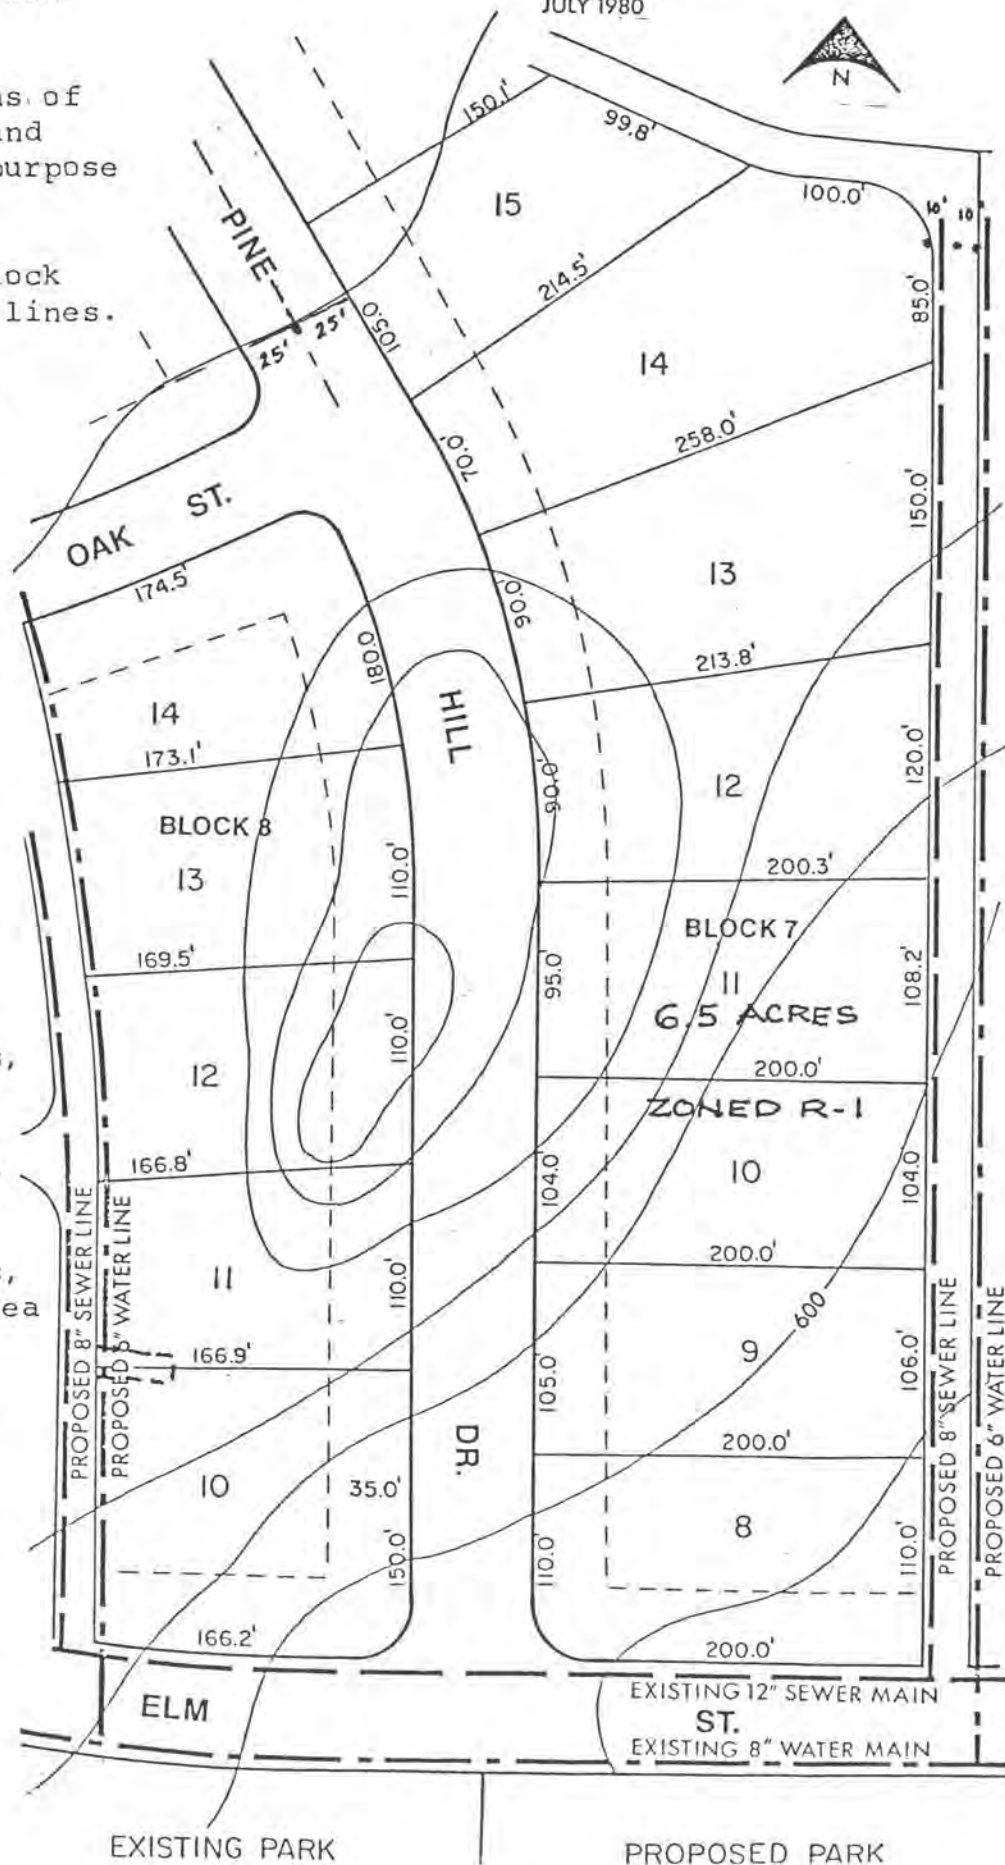 JULY 1980
N
as of
and
purpose
lock
lines.
150.1'
99.8'
100.0'
15
16' 10
PINE
214.5'
85.0'
25' 25'
105.0
14
70.0'
258.0'
150.0'
OAK ST.
174.5'
13
90.0'
180.0'
213.8'
HILL
14
173.1'
12
90.0'
120.0'
BLOCK 8
13
110.0'
200.3'
BLOCK 7
169.5'
95.0'
11
108.2'
6.5 ACRES
110.0'
12
200.0'
ZONED R-1
166.8'
10
104.0'
104.0'
PROPOSED 8" SEWER LINE
PROPOSED 6" WATER LINE
11
110.0'
200.0'
ea
600
166.9'
9
105.0
106.0'
PROPOSED 8" SEWER LINE
PROPOSED 6" WATER LINE
DR.
200.0'
10
35.0'
8
150.0'
110.0'
110.0'
166.2'
200.0'
ELM
EXISTING 12" SEWER MAIN
ST.
EXISTING 8" WATER MAIN
EXISTING PARK
PROPOSED PARK